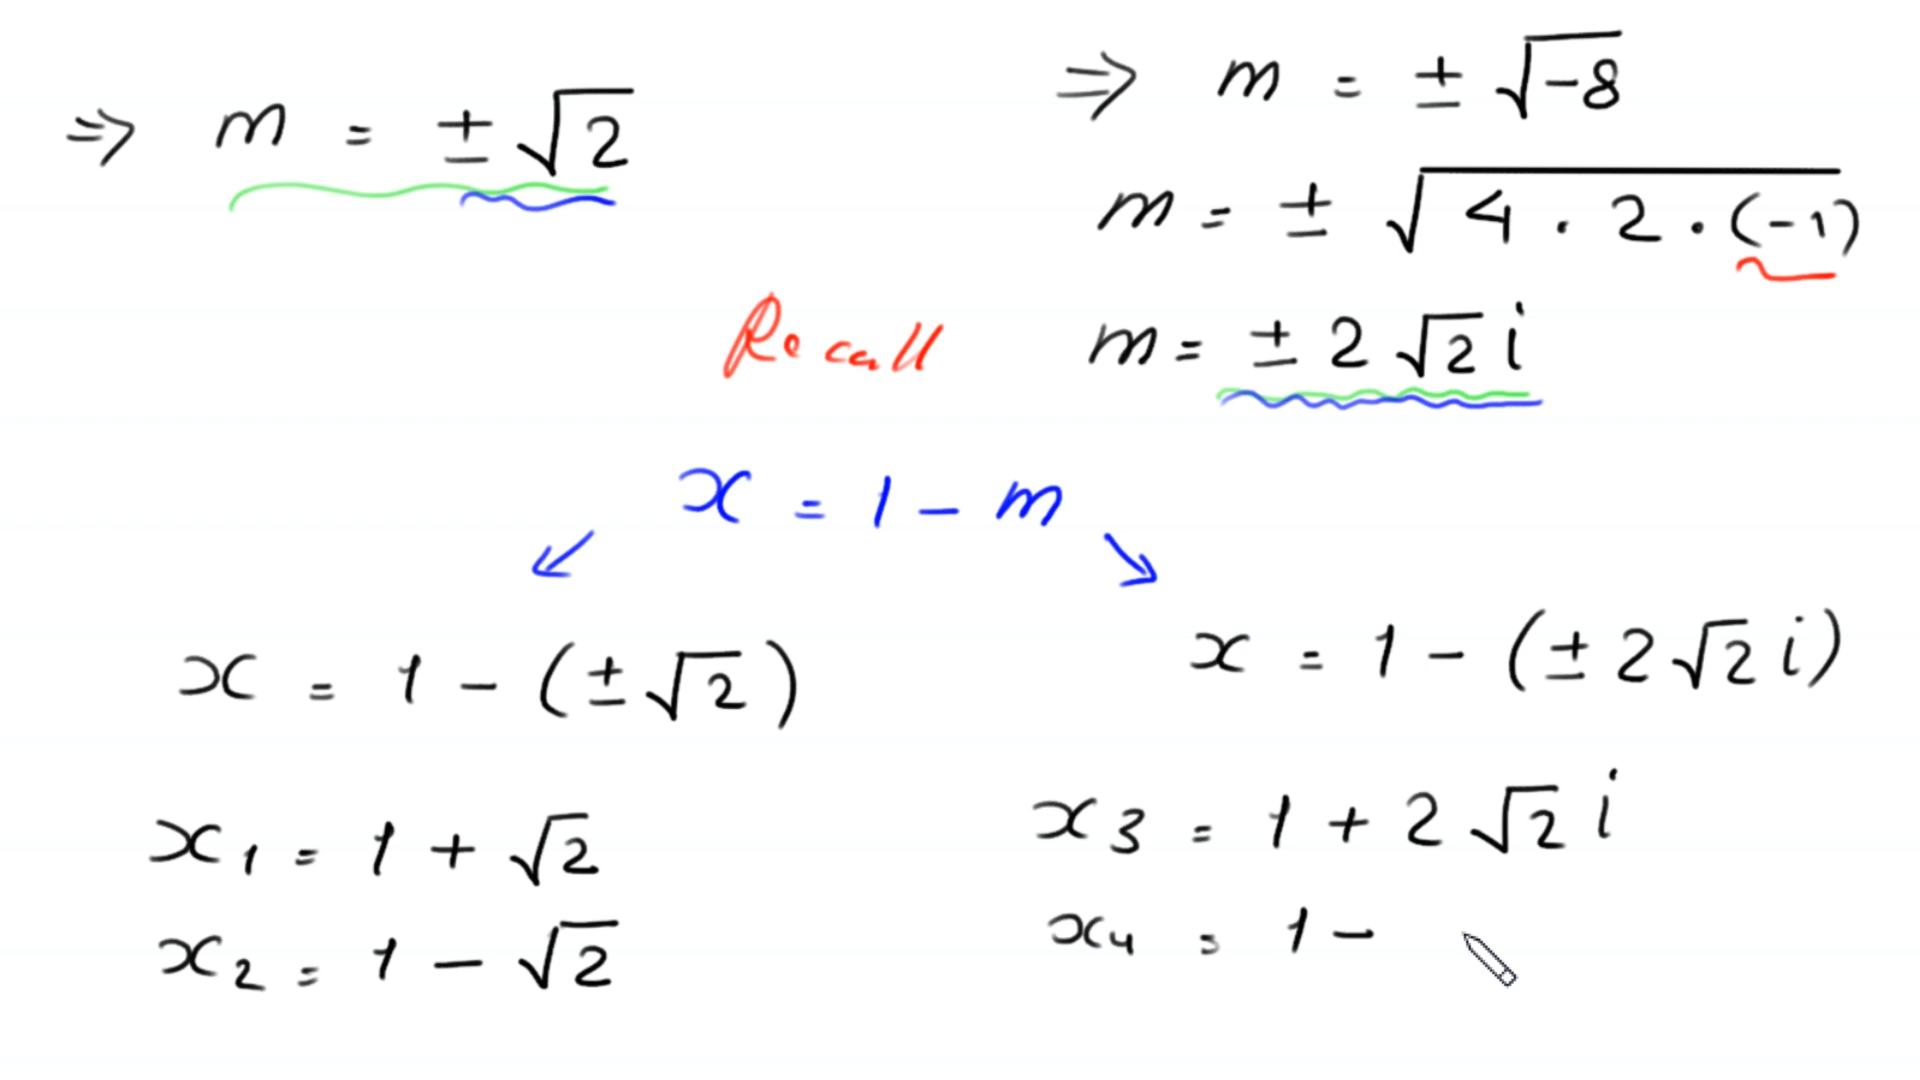 ⇒ m = ± √2
⇒ m = ± √-8
m = ± √4 · 2 · (-1)
Recall
m = ± 2 √2 i
x = 1 - m
x = 1 - (± √2)
x = 1 - (± 2 √2 i)
x1 = 1 + √2
x3 = 1 + 2 √2 i
x2 = 1 - √2
x4 = 1 -